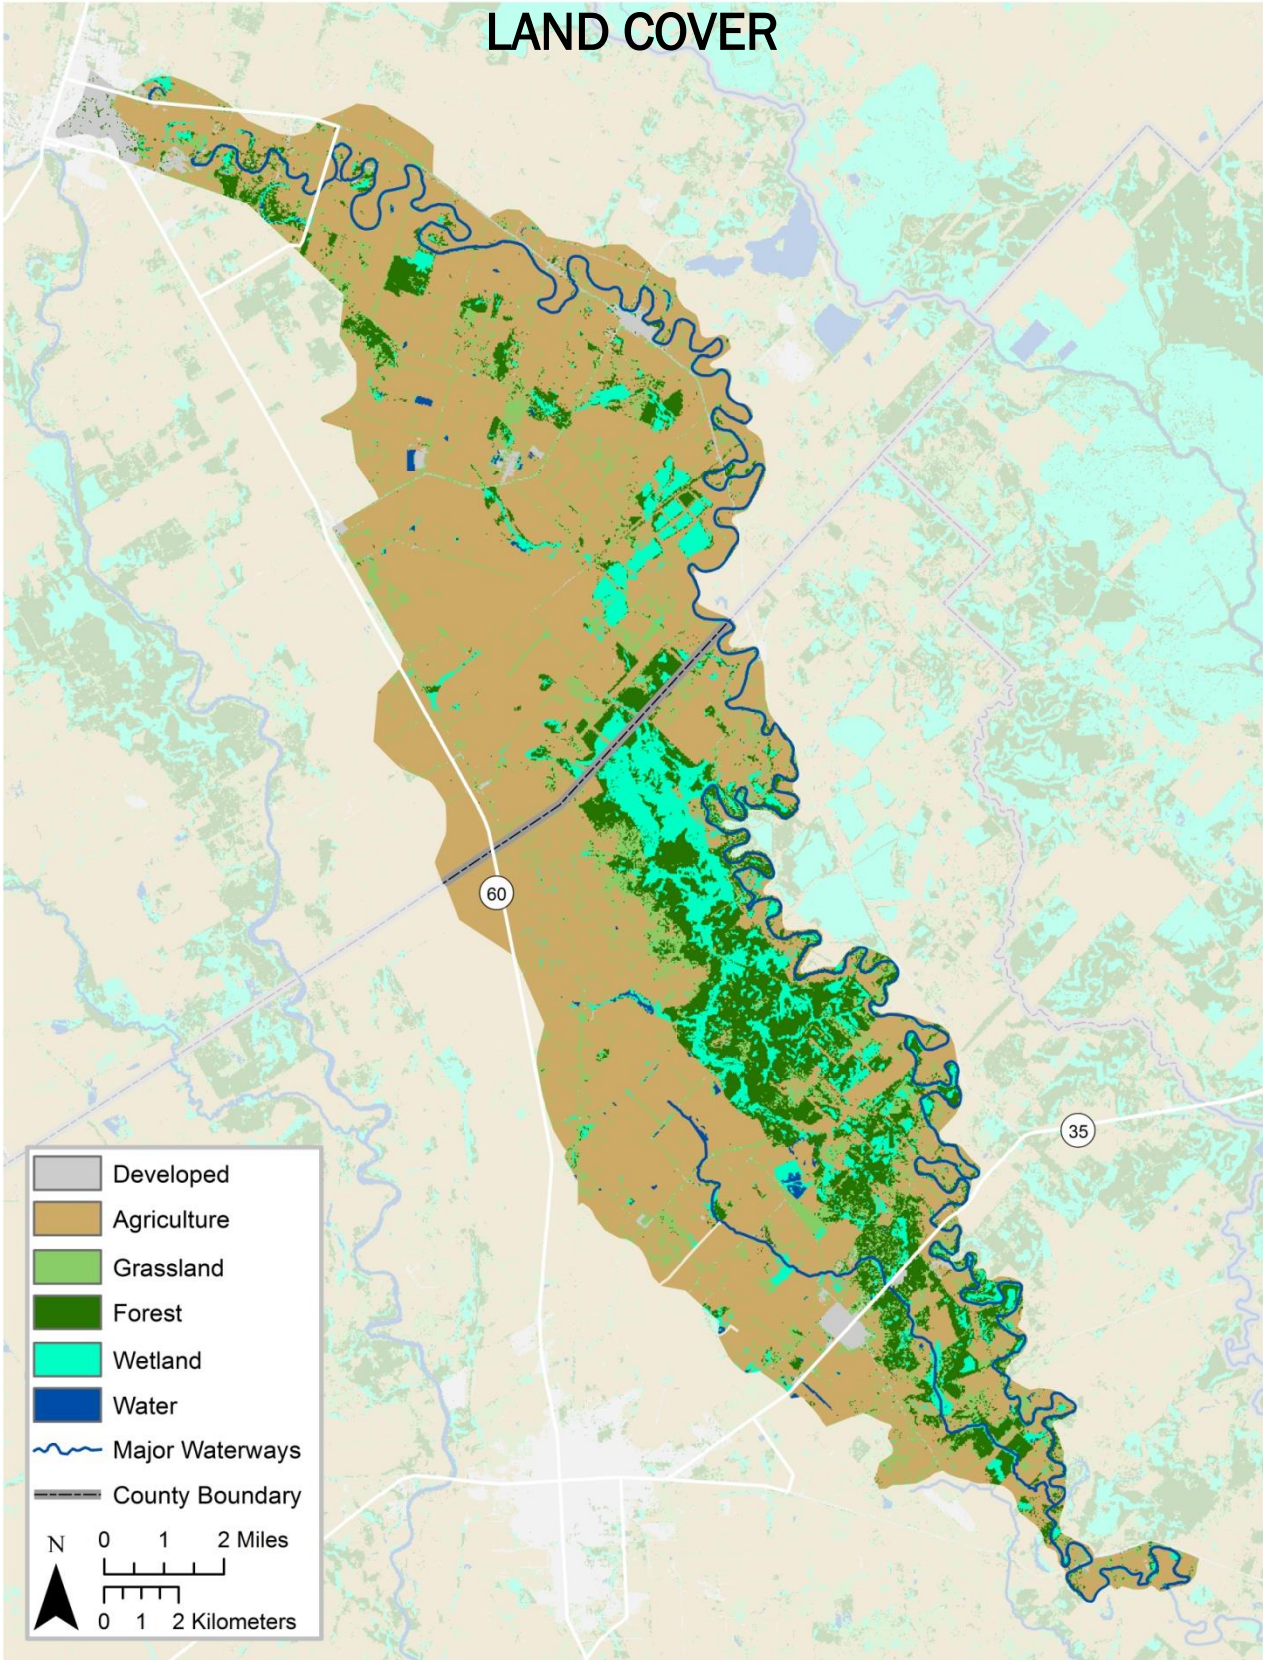 LAND COVER
60
35
Developed
Agriculture
Grassland
Forest
Wetland
Water
Major Waterways
County Boundary
N
0 1 2 Miles
0 1 2 Kilometers